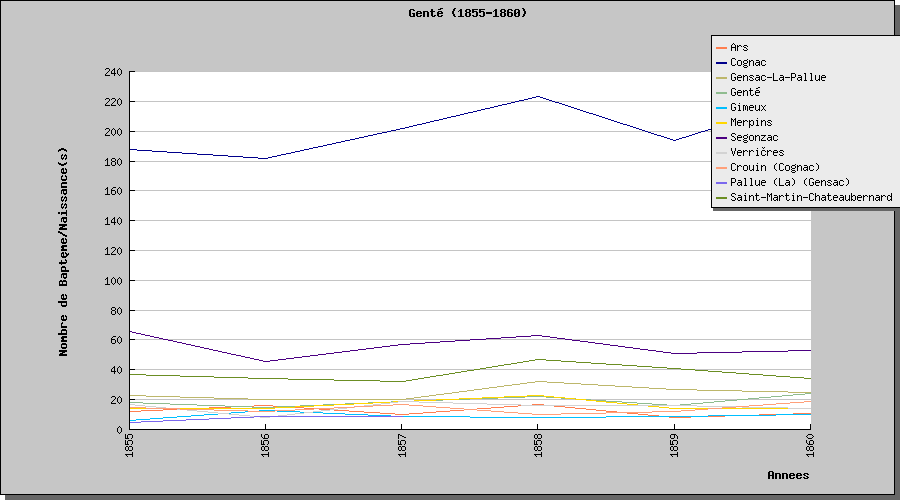 Genté (1855-1860)
Ars
Cognac
Gensac-La-Pallue
Genté
Gimeux
Merpins
Segonzac
Verričres
Crouin (Cognac)
Pallue (La) (Gensac)
Saint-Martin-Chateaubernard
Nombre de Baptęme/Naissance(s)
240
220
200
180
160
140
120
100
80
60
40
20
0
1855
1856
1857
1858
1859
1860
Annees